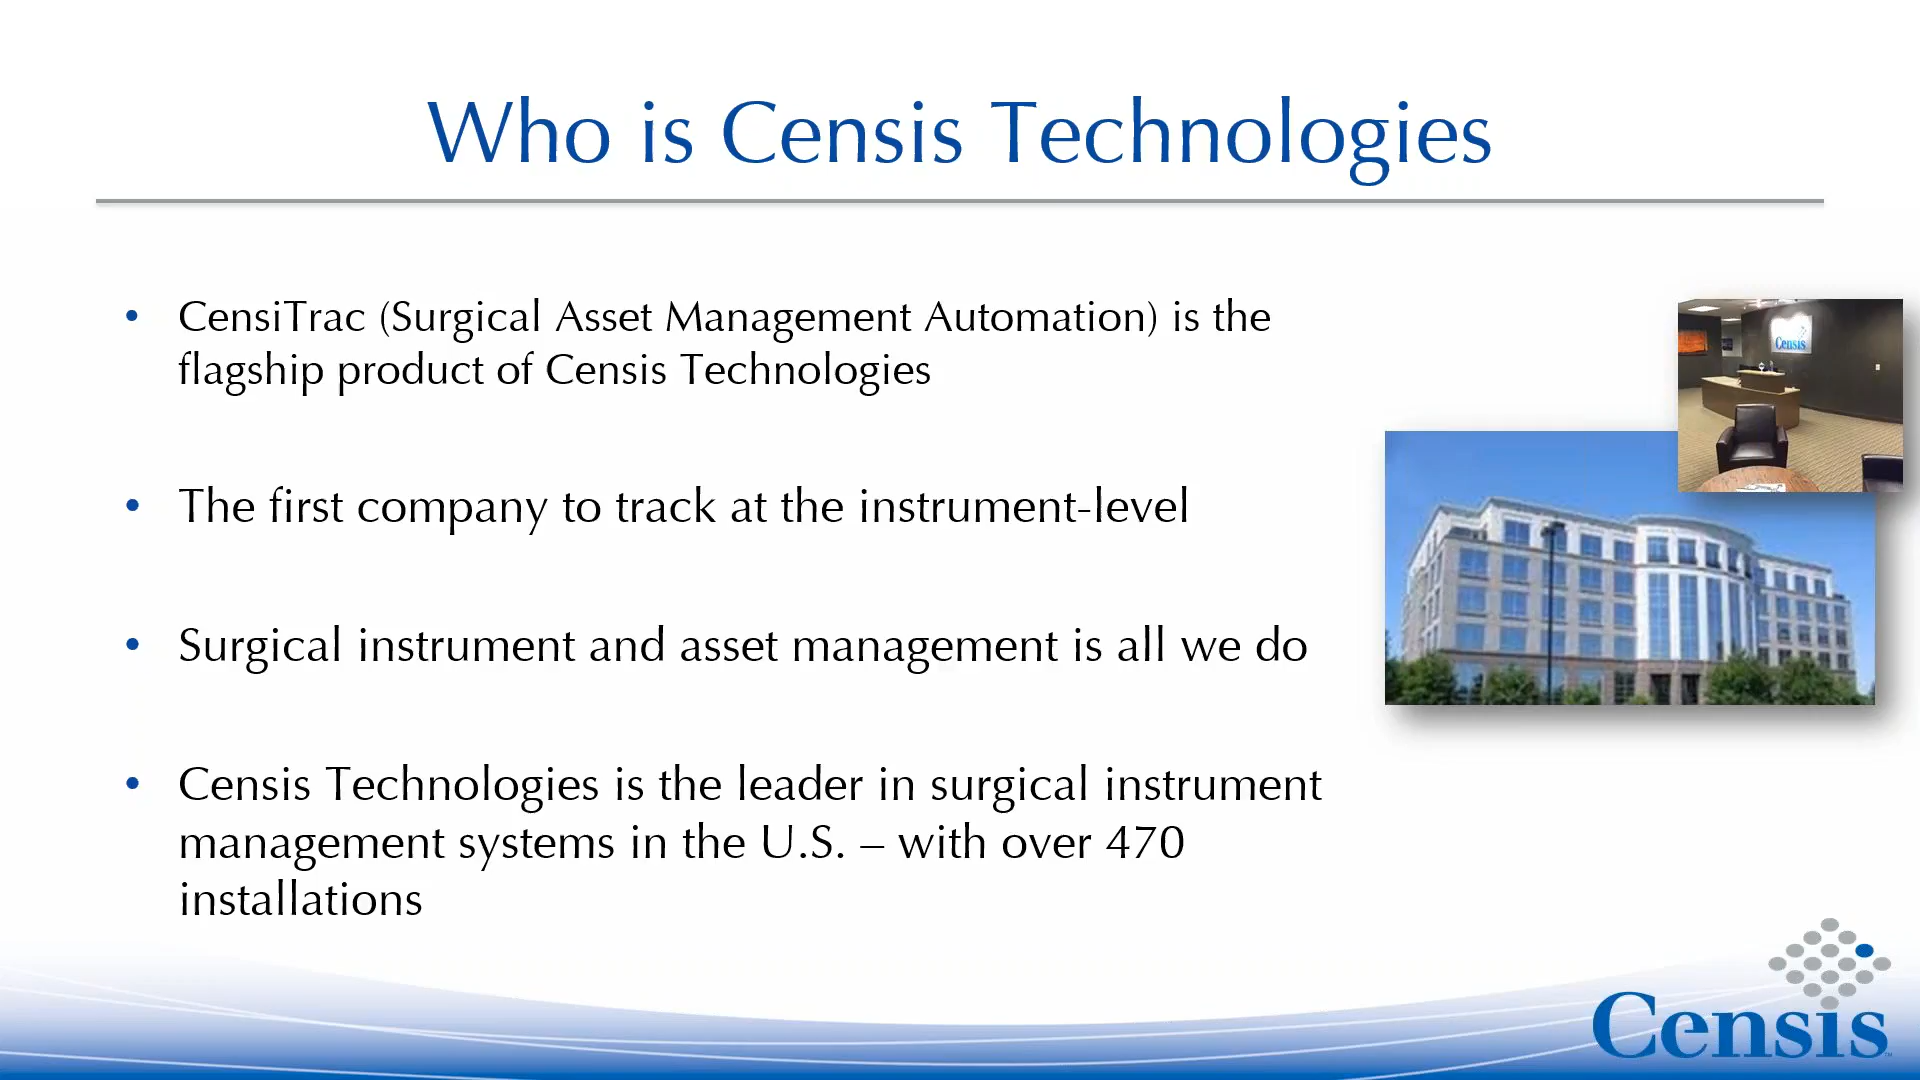 Who is Censis Technologies
• CensiTrac (Surgical Asset Management Automation) is the
flagship product of Censis Technologies
• The first company to track at the instrument-level
• Surgical instrument and asset management is all we do
• Censis Technologies is the leader in surgical instrument
management systems in the U.S. – with over 470
installations
Censis
Censis™